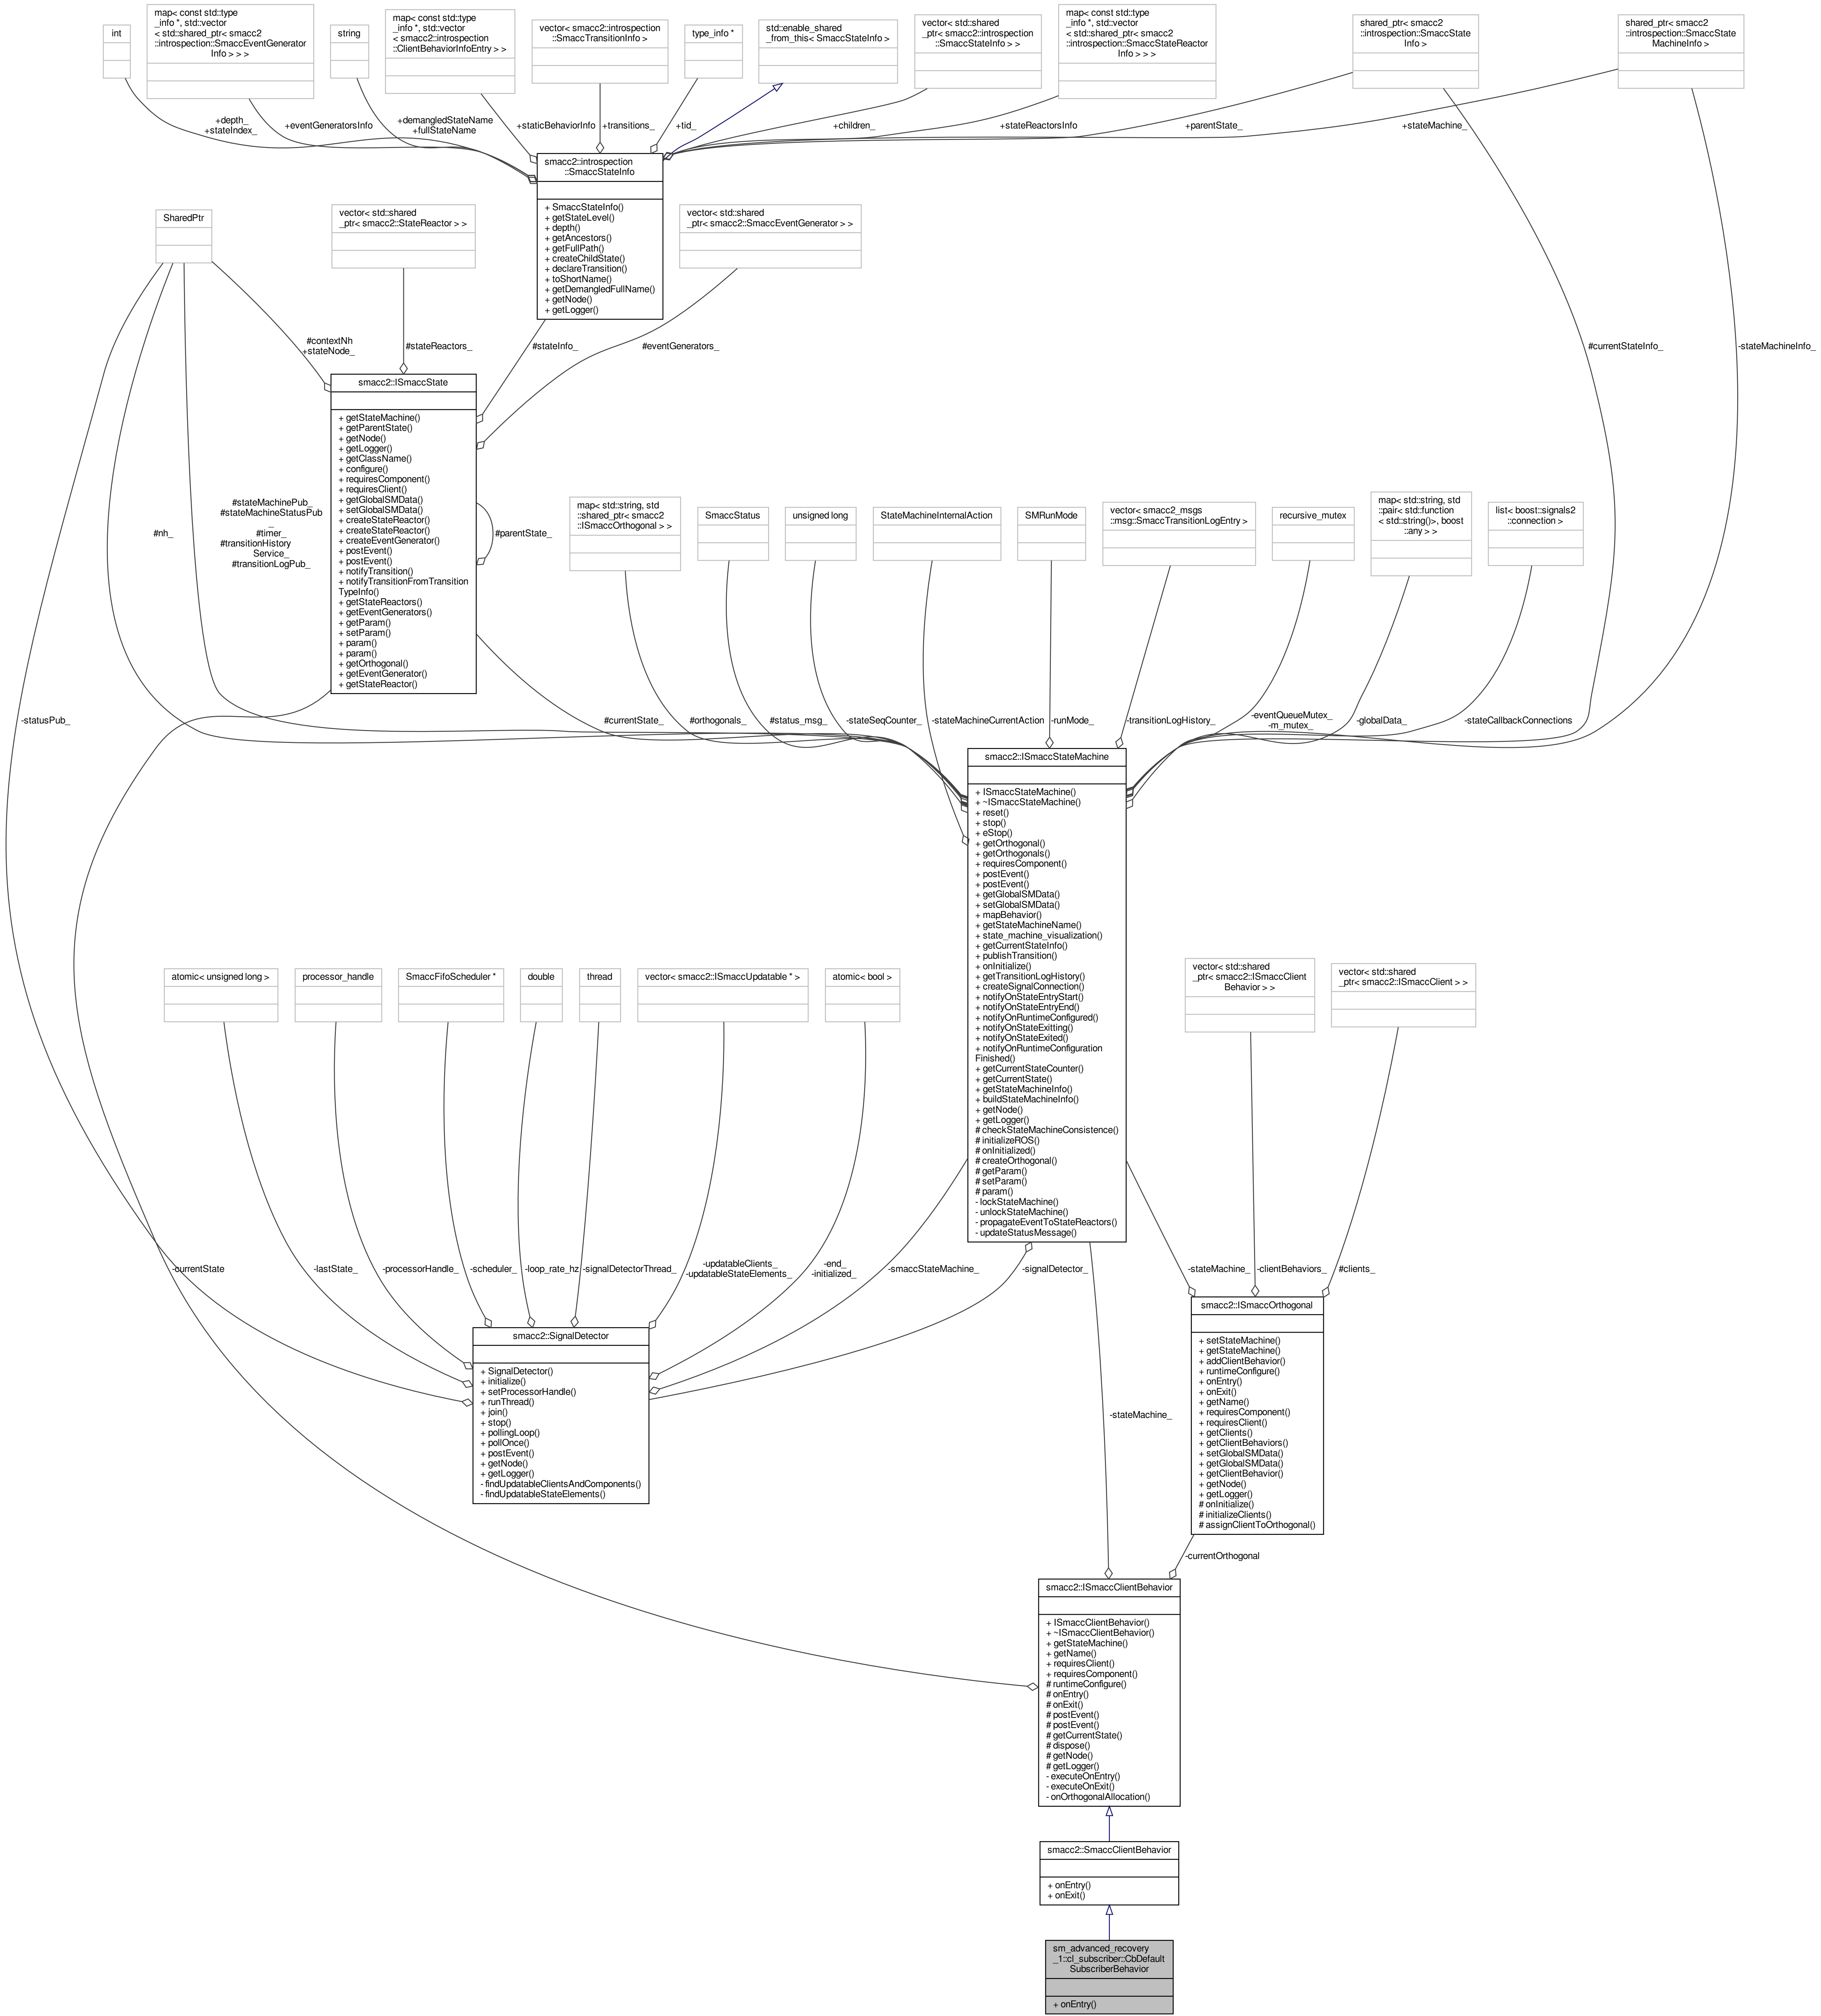 int
map< const std::type
_info *, std::vector
< std::shared_ptr< smacc2
::introspection::SmaccEventGenerator
Info > > >
string
map< const std::type
_info *, std::vector
< smacc2::introspection
::ClientBehaviorInfoEntry > >
vector< smacc2::introspection
::SmaccTransitionInfo >
type_info *
std::enable_shared
_from_this< SmaccStateInfo >
vector< std::shared
_ptr< smacc2::introspection
::SmaccStateInfo > >
map< const std::type
_info *, std::vector
< std::shared_ptr< smacc2
::introspection::SmaccStateReactor
Info > > >
shared_ptr< smacc2
::introspection::SmaccState
Info >
shared_ptr< smacc2
::introspection::SmaccState
MachineInfo >
+depth_
+stateIndex_
+eventGeneratorsInfo
+demangledStateName
+fullStateName
+staticBehaviorInfo
+transitions_
+tid_
+children_
+stateReactorsInfo
+parentState_
+stateMachine_
smacc2::introspection
::SmaccStateInfo
+ SmaccStateInfo()
+ getStateLevel()
+ depth()
+ getAncestors()
+ getFullPath()
+ createChildState()
+ declareTransition()
+ toShortName()
+ getDemangledFullName()
+ getNode()
+ getLogger()
SharedPtr
vector< std::shared
_ptr< smacc2::StateReactor > >
vector< std::shared
_ptr< smacc2::SmaccEventGenerator > >
#contextNh
+stateNode_
#stateReactors_
#stateInfo_
#eventGenerators_
#currentStateInfo_
-stateMachineInfo_
smacc2::ISmaccState
+ getStateMachine()
+ getParentState()
+ getNode()
+ getLogger()
+ getClassName()
+ configure()
+ requiresComponent()
+ requiresClient()
+ getGlobalSMData()
+ setGlobalSMData()
+ createStateReactor()
+ createStateReactor()
+ createEventGenerator()
+ postEvent()
+ postEvent()
+ notifyTransition()
+ notifyTransitionFromTransition
TypeInfo()
+ getStateReactors()
+ getEventGenerators()
+ getParam()
+ setParam()
+ param()
+ param()
+ getOrthogonal()
+ getEventGenerator()
+ getStateReactor()
#parentState_
#nh_
#stateMachinePub_
#stateMachineStatusPub
_
#timer_
#transitionHistory
Service_
#transitionLogPub_
map< std::string, std
::shared_ptr< smacc2
::ISmaccOrthogonal > >
SmaccStatus
unsigned long
StateMachineInternalAction
SMRunMode
vector< smacc2_msgs
::msg::SmaccTransitionLogEntry >
recursive_mutex
map< std::string, std
::pair< std::function
< std::string()>, boost
::any > >
list< boost::signals2
::connection >
-statusPub_
#currentState_
#orthogonals_
#status_msg_
-stateSeqCounter_
-stateMachineCurrentAction
-runMode_
-transitionLogHistory_
-eventQueueMutex_
-m_mutex_
-globalData_
-stateCallbackConnections
smacc2::ISmaccStateMachine
+ ISmaccStateMachine()
+ ~ISmaccStateMachine()
+ reset()
+ stop()
+ eStop()
+ getOrthogonal()
+ getOrthogonals()
+ requiresComponent()
+ postEvent()
+ postEvent()
+ getGlobalSMData()
+ setGlobalSMData()
+ mapBehavior()
+ getStateMachineName()
+ state_machine_visualization()
+ getCurrentStateInfo()
+ publishTransition()
+ onInitialize()
+ getTransitionLogHistory()
+ createSignalConnection()
+ notifyOnStateEntryStart()
+ notifyOnStateEntryEnd()
+ notifyOnRuntimeConfigured()
+ notifyOnStateExitting()
+ notifyOnStateExited()
+ notifyOnRuntimeConfiguration
Finished()
+ getCurrentStateCounter()
+ getCurrentState()
+ getStateMachineInfo()
+ buildStateMachineInfo()
+ getNode()
+ getLogger()
# checkStateMachineConsistence()
# initializeROS()
# onInitialized()
# createOrthogonal()
# getParam()
# setParam()
# param()
- lockStateMachine()
- unlockStateMachine()
- propagateEventToStateReactors()
- updateStatusMessage()
atomic< unsigned long >
processor_handle
SmaccFifoScheduler *
double
thread
vector< smacc2::ISmaccUpdatable * >
atomic< bool >
vector< std::shared
_ptr< smacc2::ISmaccClient
Behavior > >
vector< std::shared
_ptr< smacc2::ISmaccClient > >
-currentState
-lastState_
-processorHandle_
-scheduler_
-loop_rate_hz
-signalDetectorThread_
-updatableClients_
-updatableStateElements_
-end_
-initialized_
-smaccStateMachine_
-signalDetector_
-stateMachine_
-clientBehaviors_
#clients_
smacc2::SignalDetector
+ SignalDetector()
+ initialize()
+ setProcessorHandle()
+ runThread()
+ join()
+ stop()
+ pollingLoop()
+ pollOnce()
+ postEvent()
+ getNode()
+ getLogger()
- findUpdatableClientsAndComponents()
- findUpdatableStateElements()
smacc2::ISmaccOrthogonal
+ setStateMachine()
+ getStateMachine()
+ addClientBehavior()
+ runtimeConfigure()
+ onEntry()
+ onExit()
+ getName()
+ requiresComponent()
+ requiresClient()
+ getClients()
+ getClientBehaviors()
+ setGlobalSMData()
+ getGlobalSMData()
+ getClientBehavior()
+ getNode()
+ getLogger()
# onInitialize()
# initializeClients()
# assignClientToOrthogonal()
-stateMachine_
-currentOrthogonal
smacc2::ISmaccClientBehavior
+ ISmaccClientBehavior()
+ ~ISmaccClientBehavior()
+ getStateMachine()
+ getName()
+ requiresClient()
+ requiresComponent()
# runtimeConfigure()
# onEntry()
# onExit()
# postEvent()
# postEvent()
# getCurrentState()
# dispose()
# getNode()
# getLogger()
- executeOnEntry()
- executeOnExit()
- onOrthogonalAllocation()
smacc2::SmaccClientBehavior
+ onEntry()
+ onExit()
sm_advanced_recovery
_1::cl_subscriber::CbDefault
SubscriberBehavior
+ onEntry()